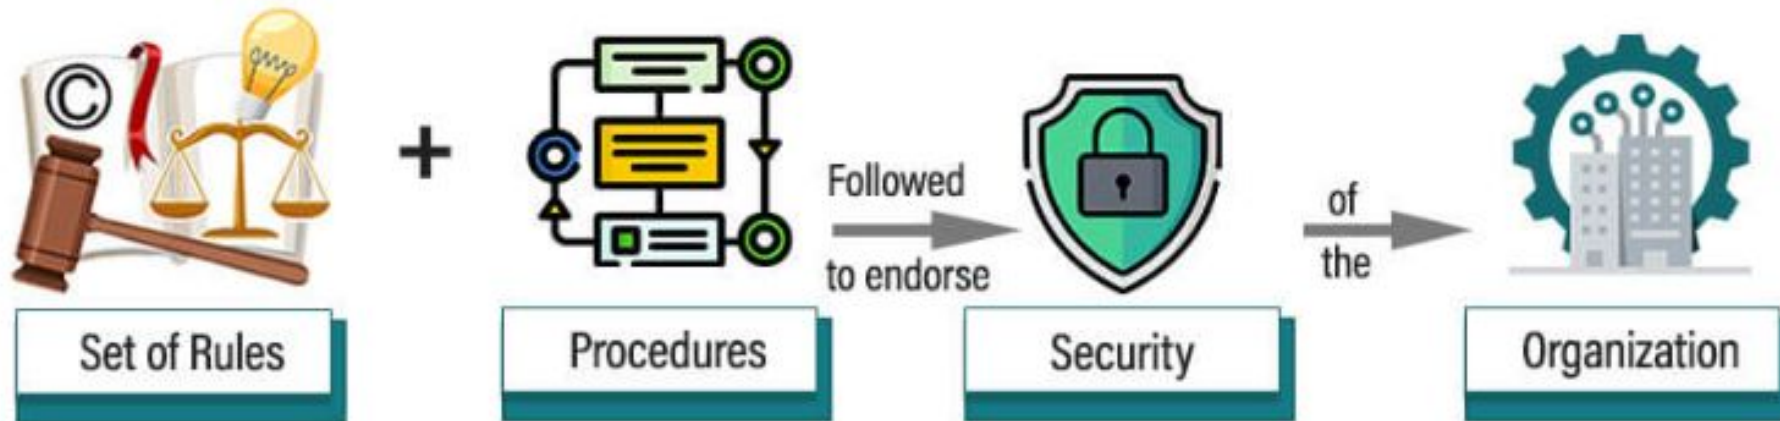 ©
+
Followed
to endorse
of
the
Set of Rules
Procedures
Security
Organization